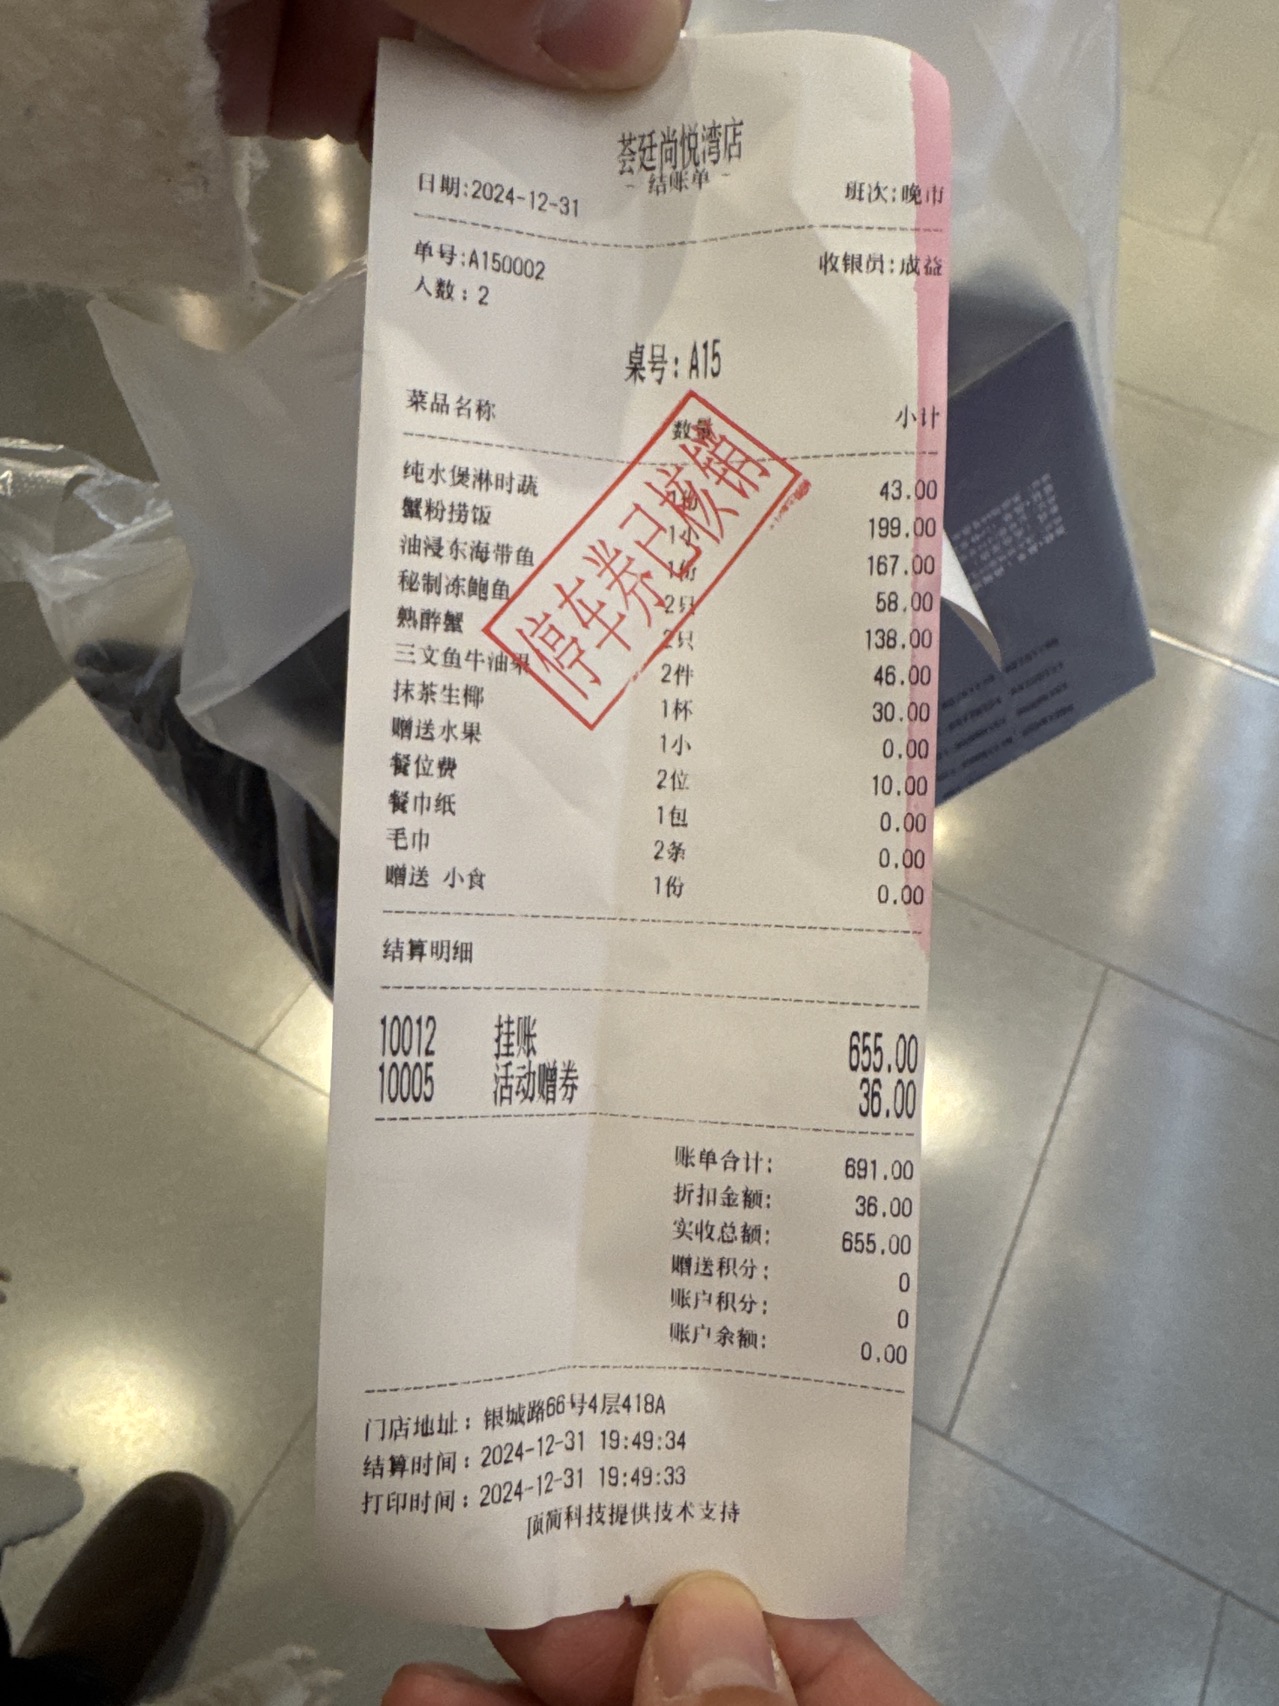 荟廷尚悦湾店
- 结账单 -
日期:2024-12-31 班次:晚市
单号:A150002 收银员:成益
人数:2
桌号:A15
菜品名称 数量 小计
纯水煲淋时蔬 43.00
蟹粉捞饭 1小 199.00
油浸东海带鱼 1份 167.00
秘制冻鲍鱼 2只 58.00
熟醉蟹 2只 138.00
三文鱼牛油果 2件 46.00
抹茶生椰 1杯 30.00
赠送水果 1小 0.00
餐位费 2位 10.00
餐巾纸 1包 0.00
毛巾 2条 0.00
赠送 小食 1份 0.00
停车券已核销
结算明细
10012 挂账 655.00
10005 活动赠券 36.00
账单合计: 691.00
折扣金额: 36.00
实收总额: 655.00
赠送积分: 0
账户积分: 0
账户余额: 0.00
门店地址:银城路66号4层418A
结算时间:2024-12-31 19:49:34
打印时间:2024-12-31 19:49:33
顶简科技提供技术支持